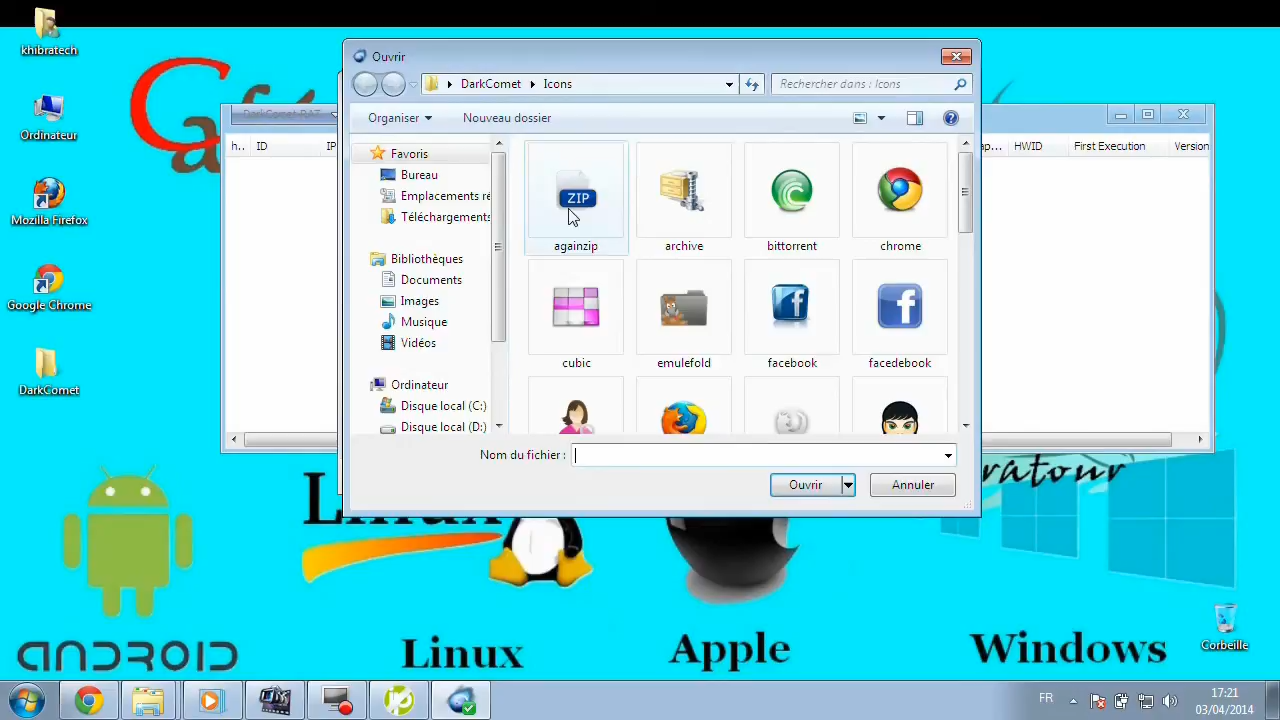 khibratech
Ordinateur
Mozilla Firefox
Google Chrome
DarkComet
Ouvrir
DarkComet
Icons
Rechercher dans : Icons
Organiser
Nouveau dossier
Favoris
Bureau
Emplacements ré
Téléchargements
Bibliothèques
Documents
Images
Musique
Vidéos
Ordinateur
Disque local (C:)
Disque local (D:)
ZIP
againzip
archive
bittorrent
chrome
cubic
emulefold
facebook
facedebook
Nom du fichier :
Ouvrir
Annuler
DarkComet RAT
h..
ID
IP
ap...
HWID
First Execution
Version
ANDROID
Linux
Apple
Windows
Corbeille
FR
17:21
03/04/2014